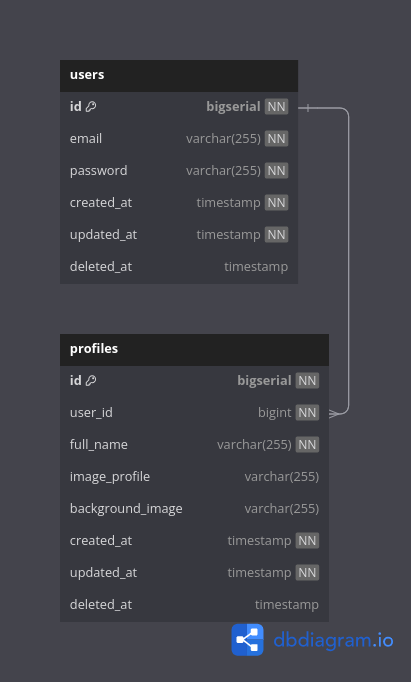 users
id bigserial NN
email varchar(255) NN
password varchar(255) NN
created_at timestamp NN
updated_at timestamp NN
deleted_at timestamp
profiles
id bigserial NN
user_id bigint NN
full_name varchar(255) NN
image_profile varchar(255)
background_image varchar(255)
created_at timestamp NN
updated_at timestamp NN
deleted_at timestamp
dbdiagram.io